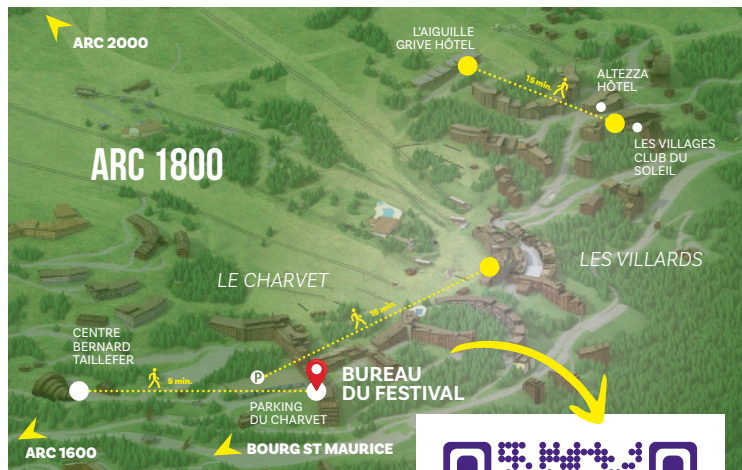 ARC 2000
L'AIGUILLE
GRIVE HÔTEL
15 min.
ALTEZZA
HÔTEL
LES VILLAGES
CLUB DU
SOLEIL
ARC 1800
LES VILLARDS
LE CHARVET
15 min.
CENTRE
BERNARD
TAILLEFER
5 min.
P
BUREAU
DU FESTIVAL
PARKING
DU CHARVET
ARC 1600
BOURG ST MAURICE